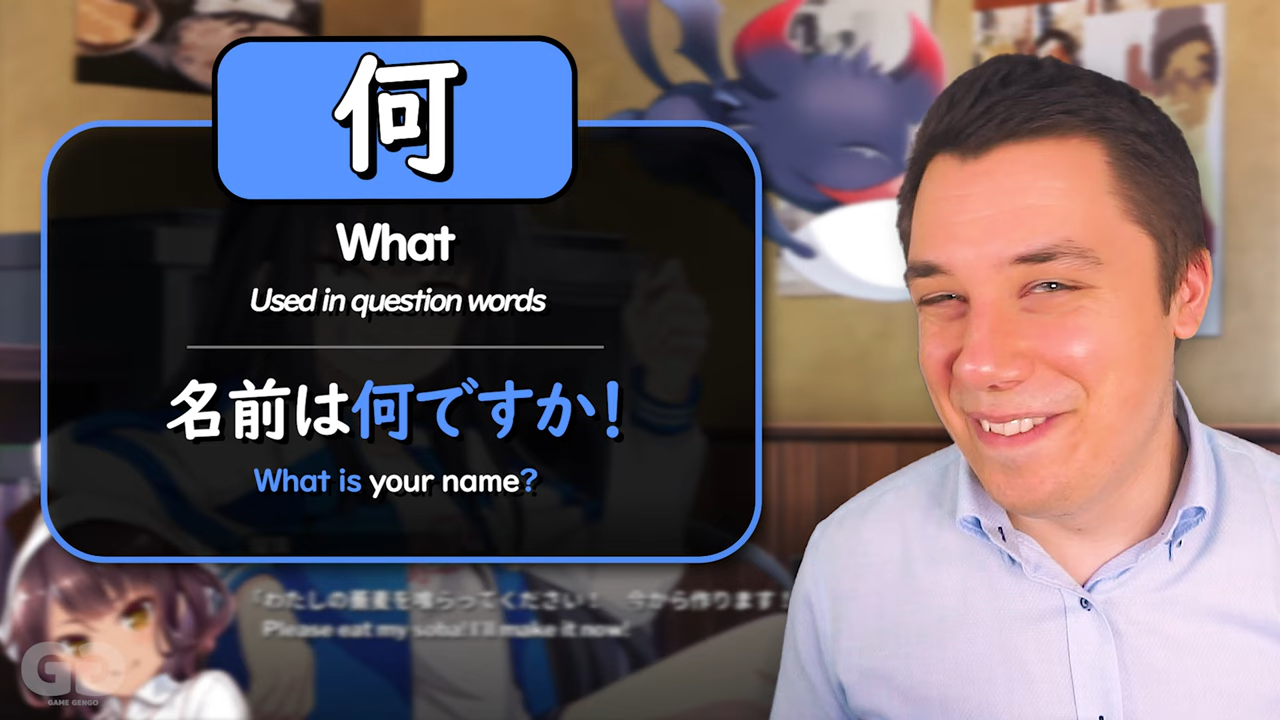 何
What
Used in question words
名前は何ですか!
What is your name?
「わたしの蕎麦を喰らってください! 今から作ります!
Please eat my soba! I'll make it now!
GG
GAME GENGO